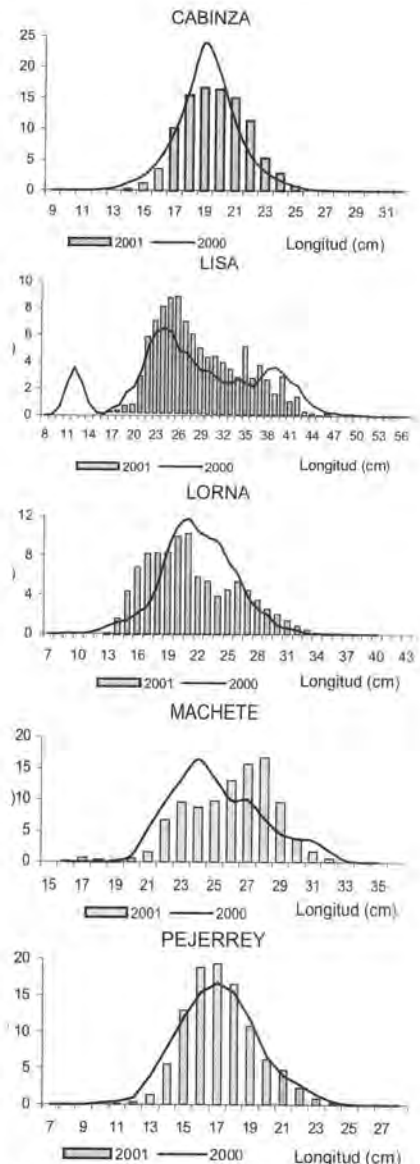 CABINZA
25
20
15
10
5
0
9 11 13 15 17 19 21 23 25 27 29 31
2001 2000 Longitud (cm)
LISA
10
8
6
)
4
2
0
8 11 14 17 20 23 26 29 32 35 38 41 44 47 50 53 56
2001 2000 Longitud (cm)
LORNA
12
8
)
4
0
7 10 13 16 19 22 25 28 31 34 37 40 43
2001 2000 Longitud (cm)
MACHETE
20
15
)10
5
0
15 17 19 21 23 25 27 29 31 33 35
2001 2000 Longitud (cm)
PEJERREY
20
15
10
)
5
0
7 9 11 13 15 17 19 21 23 25 27
2001 2000 Longitud (cm)